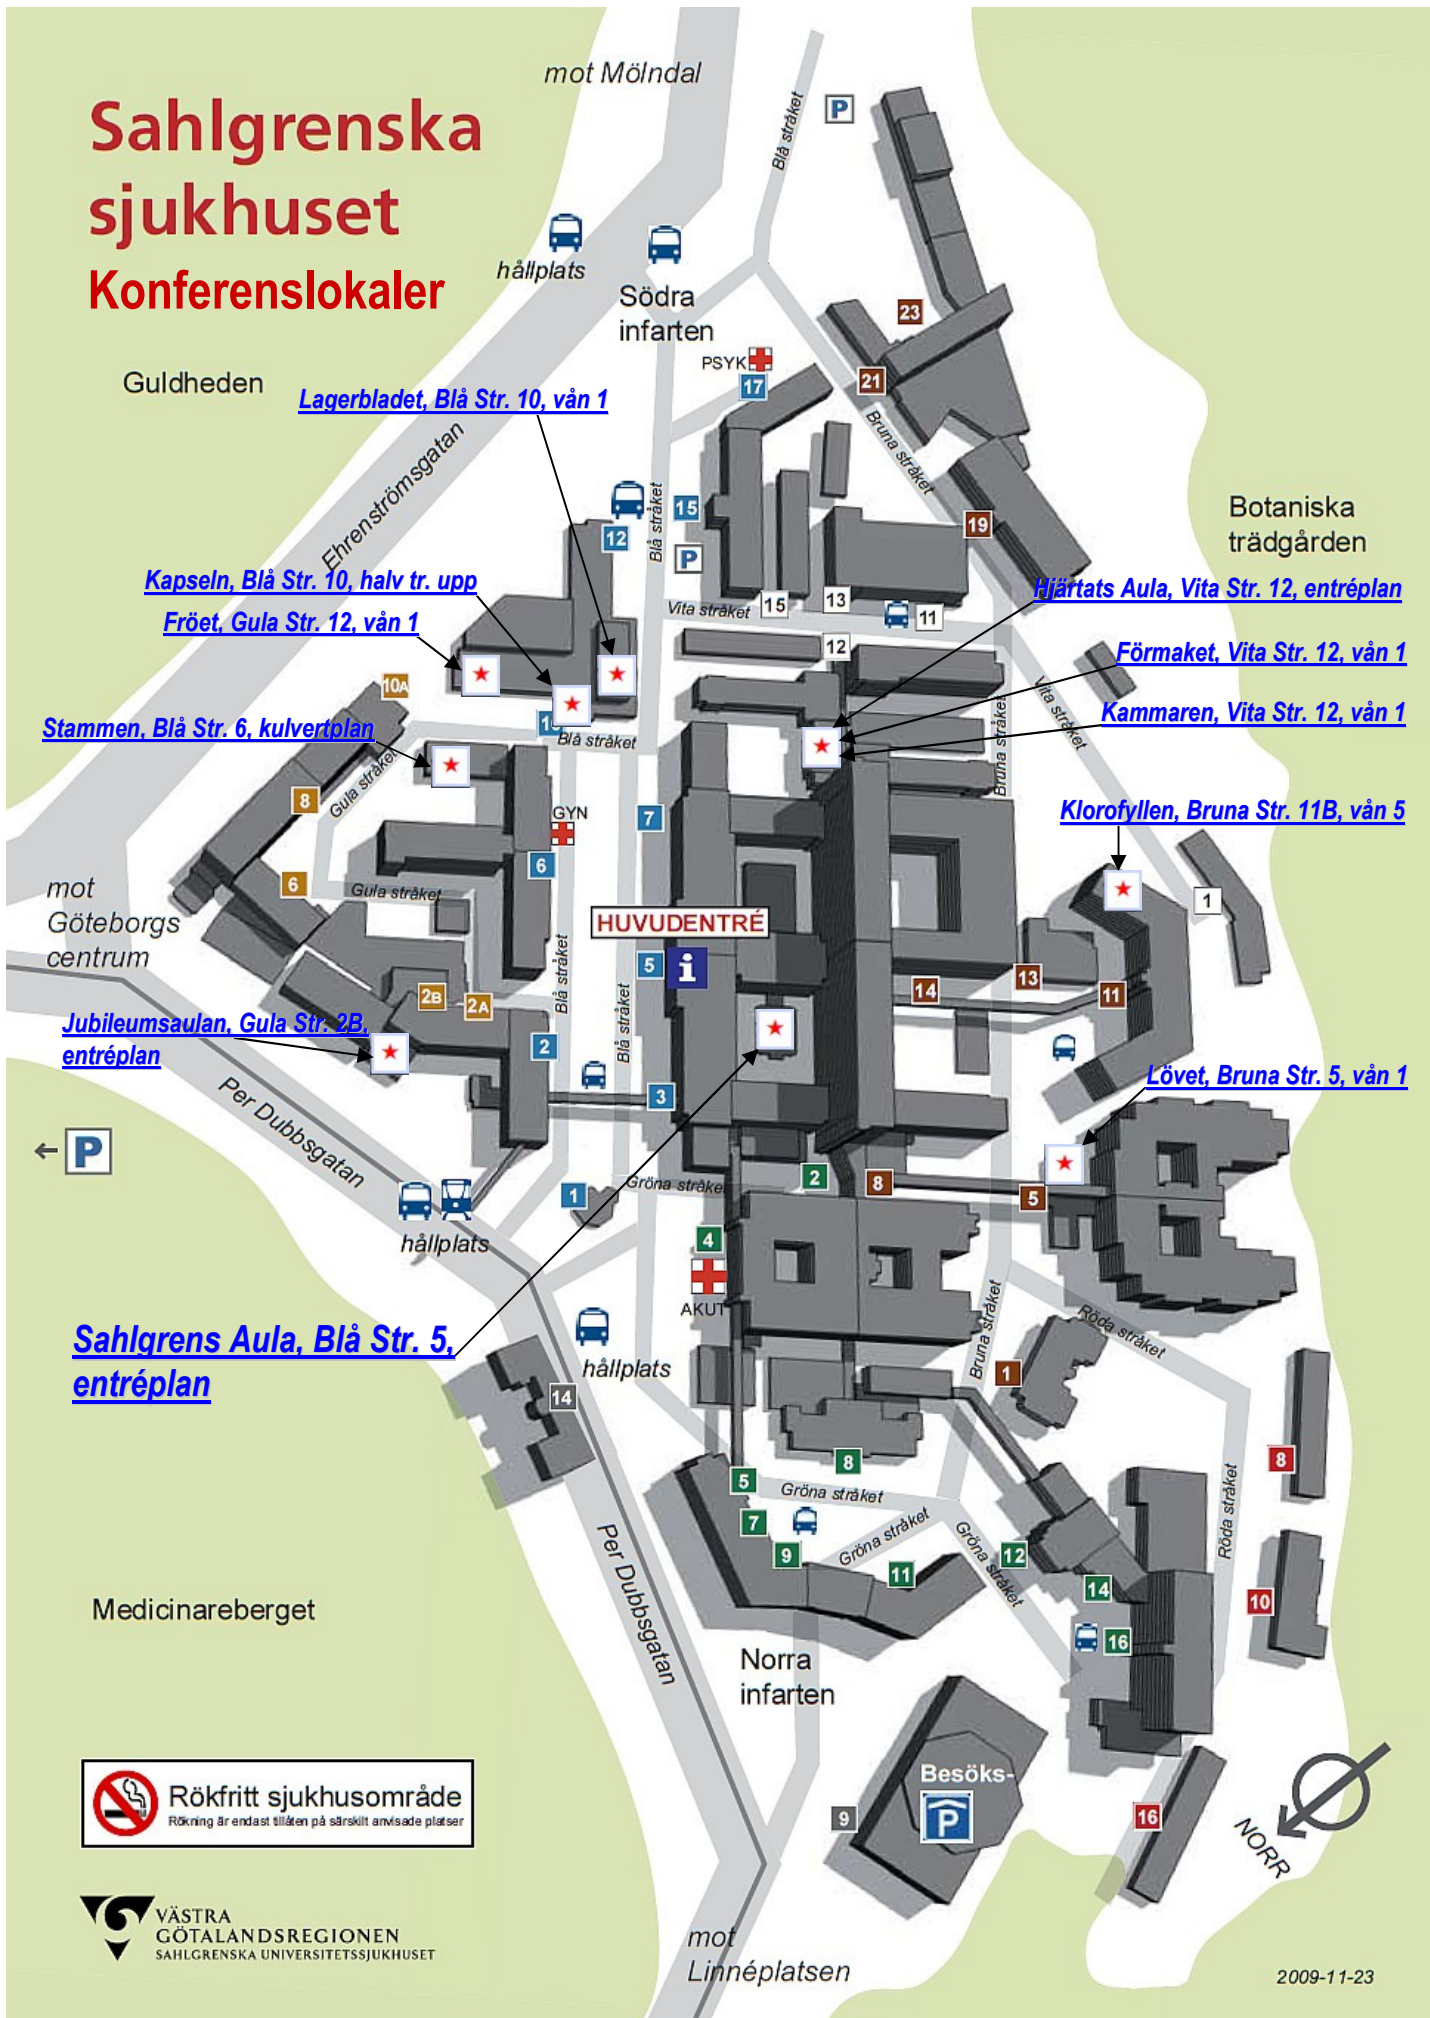 mot Mölndal
Sahlgrenska
sjukhuset
Konferenslokaler
Blå stråket
P
hållplats
Södra
infarten
23
PSYK
17
21
Guldheden
Lagerbladet, Blå Str. 10, vån 1
Bruna stråket
Ehrenströmsgatan
Blå stråket
15
12
19
P
Botaniska
trädgården
Kapseln, Blå Str. 10, halv tr. upp
Fröet, Gula Str. 12, vån 1
Vita stråket
15
13
11
Hjärtats Aula, Vita Str. 12, entréplan
12
Förmaket, Vita Str. 12, vån 1
10A
Vita stråket
Kammaren, Vita Str. 12, vån 1
Stammen, Blå Str. 6, kulvertplan
Blå stråket
Bruna stråket
Gula stråket
8
7
GYN
Klorofyllen, Bruna Str. 11B, vån 5
6
6
Gula stråket
1
mot
Göteborgs
centrum
HUVUDENTRÉ
5
i
Blå stråket
Blå stråket
13
14
11
2B
2A
Jubileumsaulan, Gula Str. 2B,
entréplan
2
Lövet, Bruna Str. 5, vån 1
3
Per Dubbsgatan
P
Gröna stråket
2
8
5
1
hållplats
4
AKUT
Bruna stråket
Röda stråket
Sahlgrens Aula, Blå Str. 5,
entréplan
hållplats
14
1
8
8
5
Gröna stråket
Röda stråket
7
9
Gröna stråket
Gröna stråket
12
11
14
10
Per Dubbsgatan
16
Medicinareberget
Norra
infarten
Besöks-
P
9
16
NORR
Rökfritt sjukhusområde
Rökning är endast tillåten på särskilt anvisade platser
VÄSTRA
GÖTALANDSREGIONEN
SAHLGRENSKA UNIVERSITETSSJUKHUSET
mot
Linnéplatsen
2009-11-23